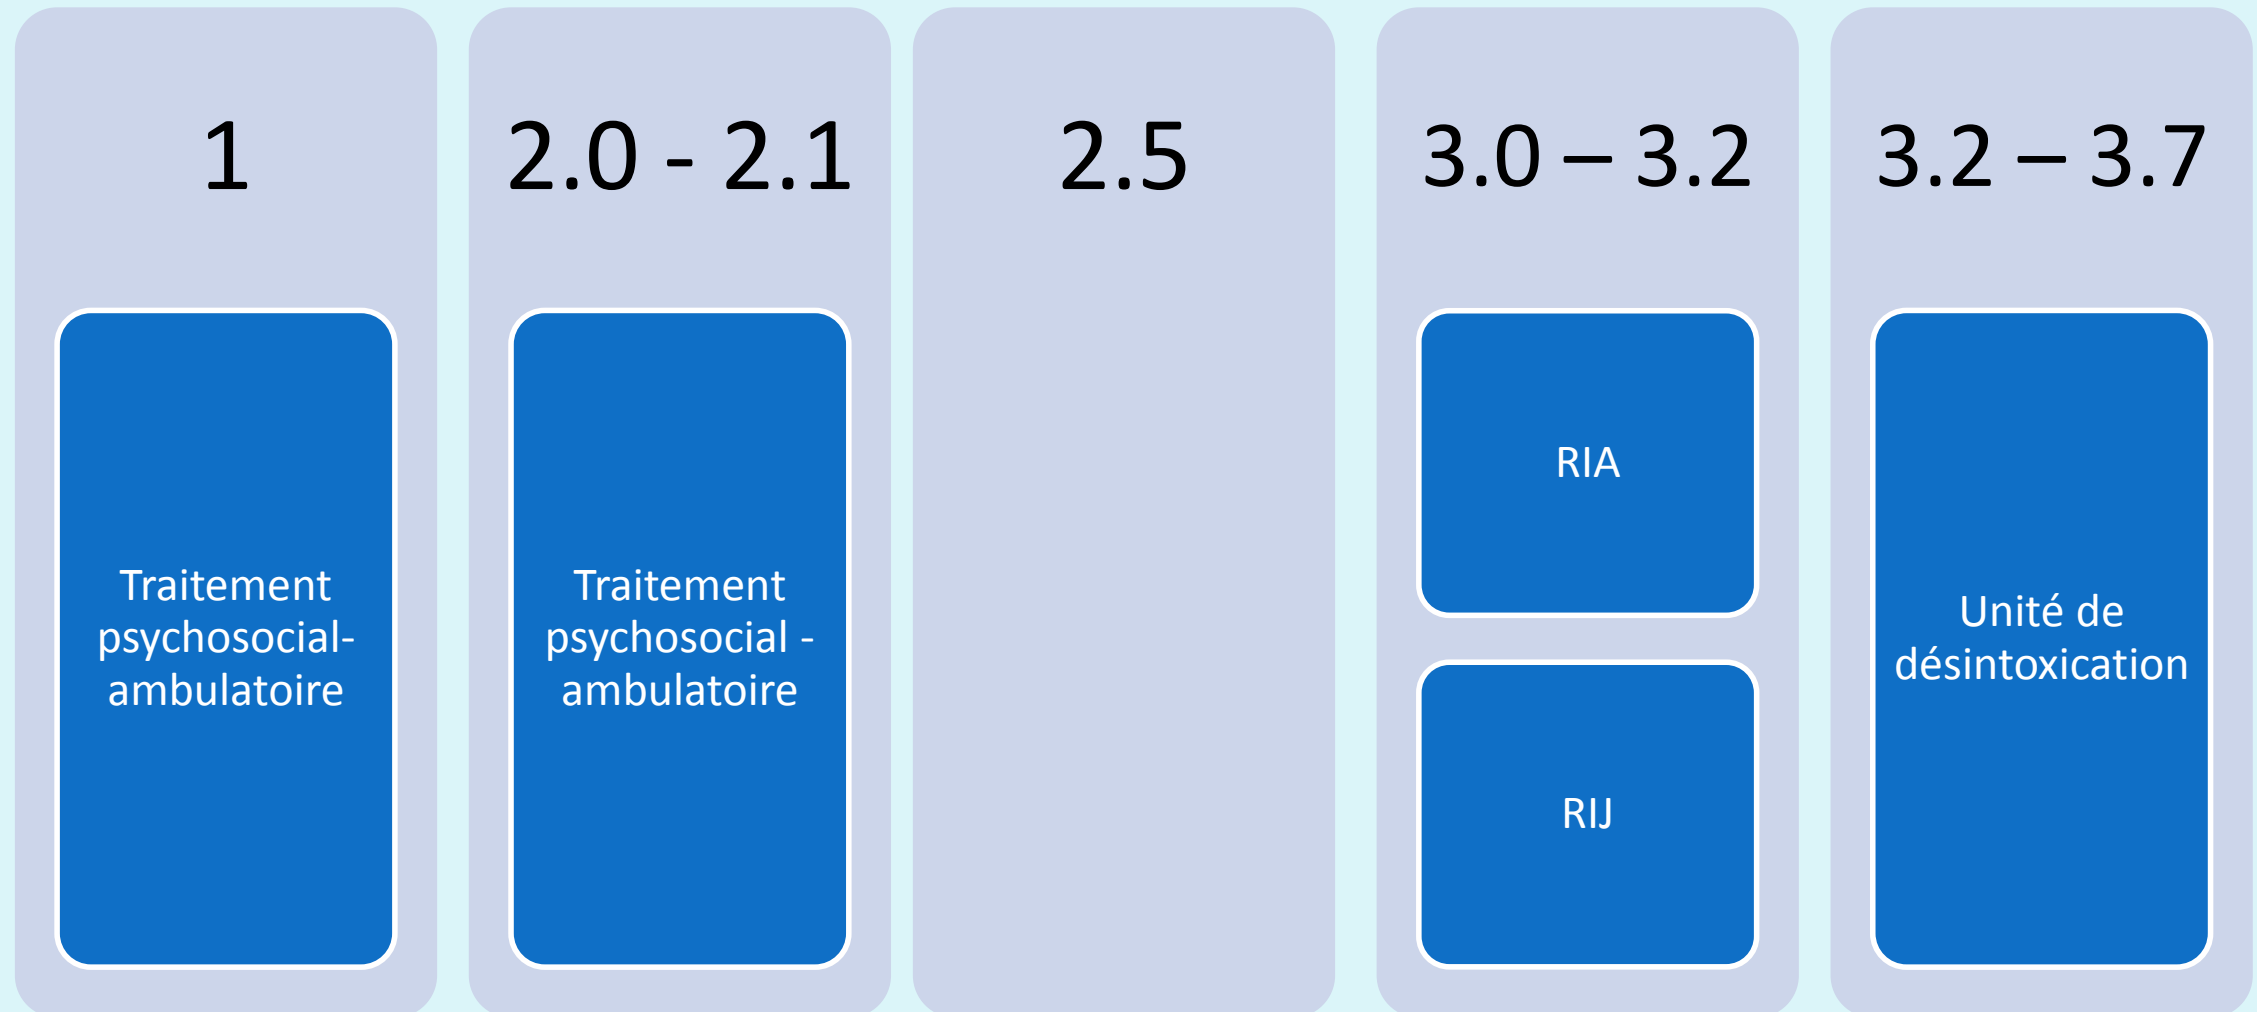 1
Traitement
psychosocial-
ambulatoire
2.0 - 2.1
Traitement
psychosocial -
ambulatoire
2.5
3.0 – 3.2
RIA
RIJ
3.2 – 3.7
Unité de
désintoxication